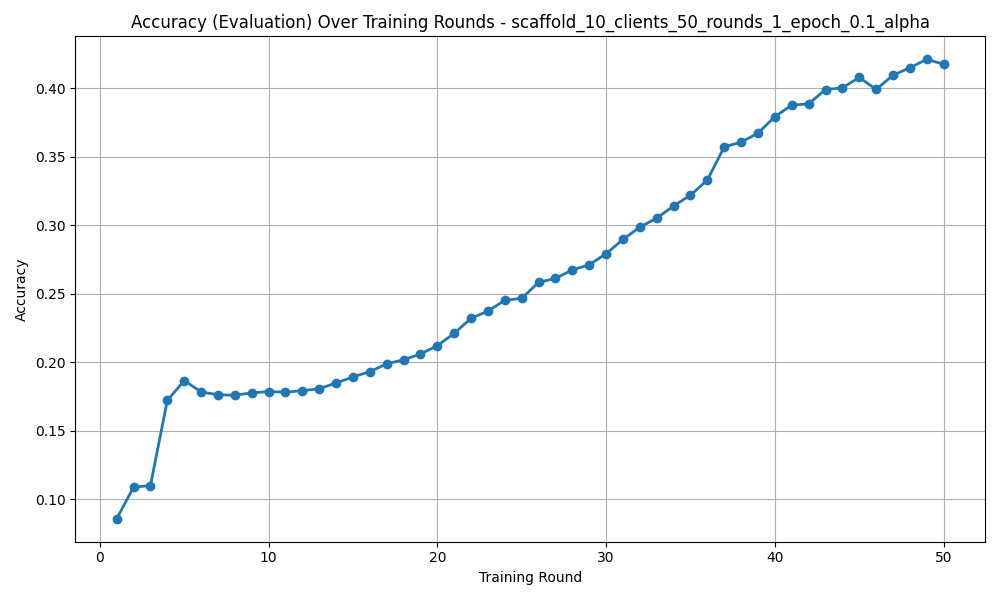 Accuracy (Evaluation) Over Training Rounds - scaffold_10_clients_50_rounds_1_epoch_0.1_alpha
Accuracy
0.40
0.35
0.30
0.25
0.20
0.15
0.10
0 10 20 30 40 50
Training Round